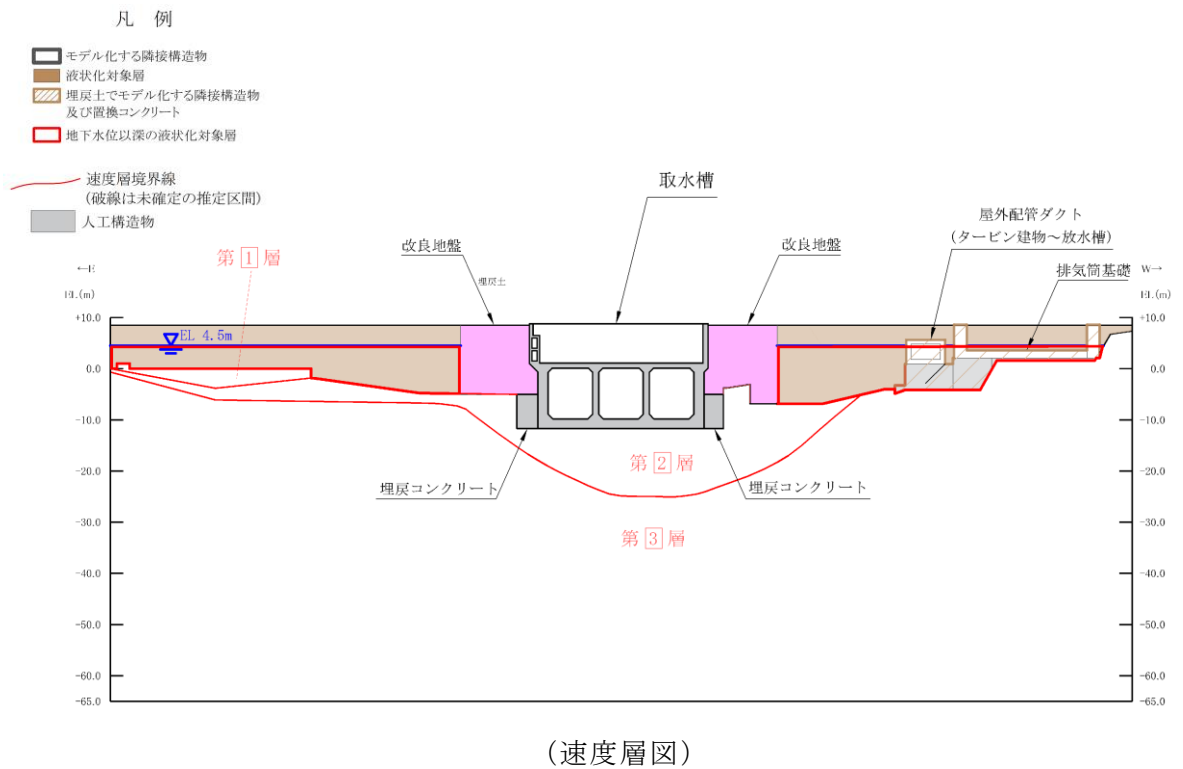 凡 例
モデル化する隣接構造物
液状化対象層
埋戻土でモデル化する隣接構造物
及び置換コンクリート
地下水位以深の液状化対象層
速度層境界線
(破線は未確定の推定区間)
人工構造物
取水槽
屋外配管ダクト
(タービン建物～放水槽)
改良地盤
改良地盤
第1層
排気筒基礎
←E
埋戻土
W→
EL(m)
EL(m)
+10.0
+10.0
EL 4.5m
0.0
0.0
-10.0
-10.0
第2層
-20.0
-20.0
埋戻コンクリート
埋戻コンクリート
-30.0
-30.0
第3層
-40.0
-40.0
-50.0
-50.0
-60.0
-60.0
-65.0
-65.0
(速度層図)